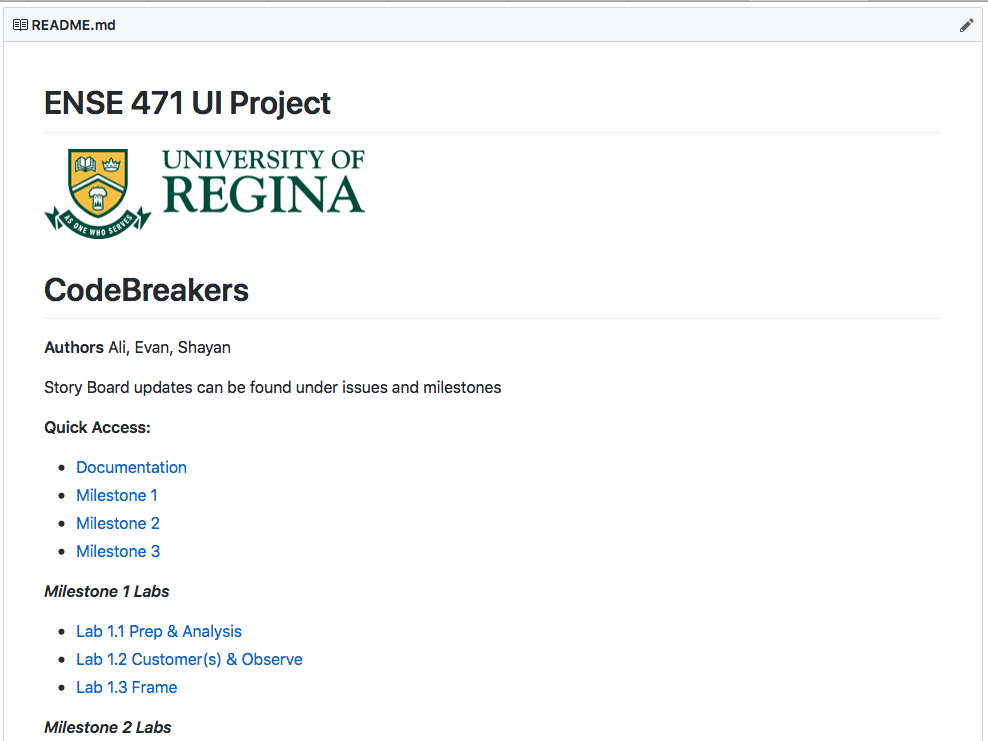 README.md
ENSE 471 UI Project
UNIVERSITY OF
REGINA
AS ONE WHO SERVES
CodeBreakers
Authors Ali, Evan, Shayan
Story Board updates can be found under issues and milestones
Quick Access:
Documentation
Milestone 1
Milestone 2
Milestone 3
Milestone 1 Labs
Lab 1.1 Prep & Analysis
Lab 1.2 Customer(s) & Observe
Lab 1.3 Frame
Milestone 2 Labs